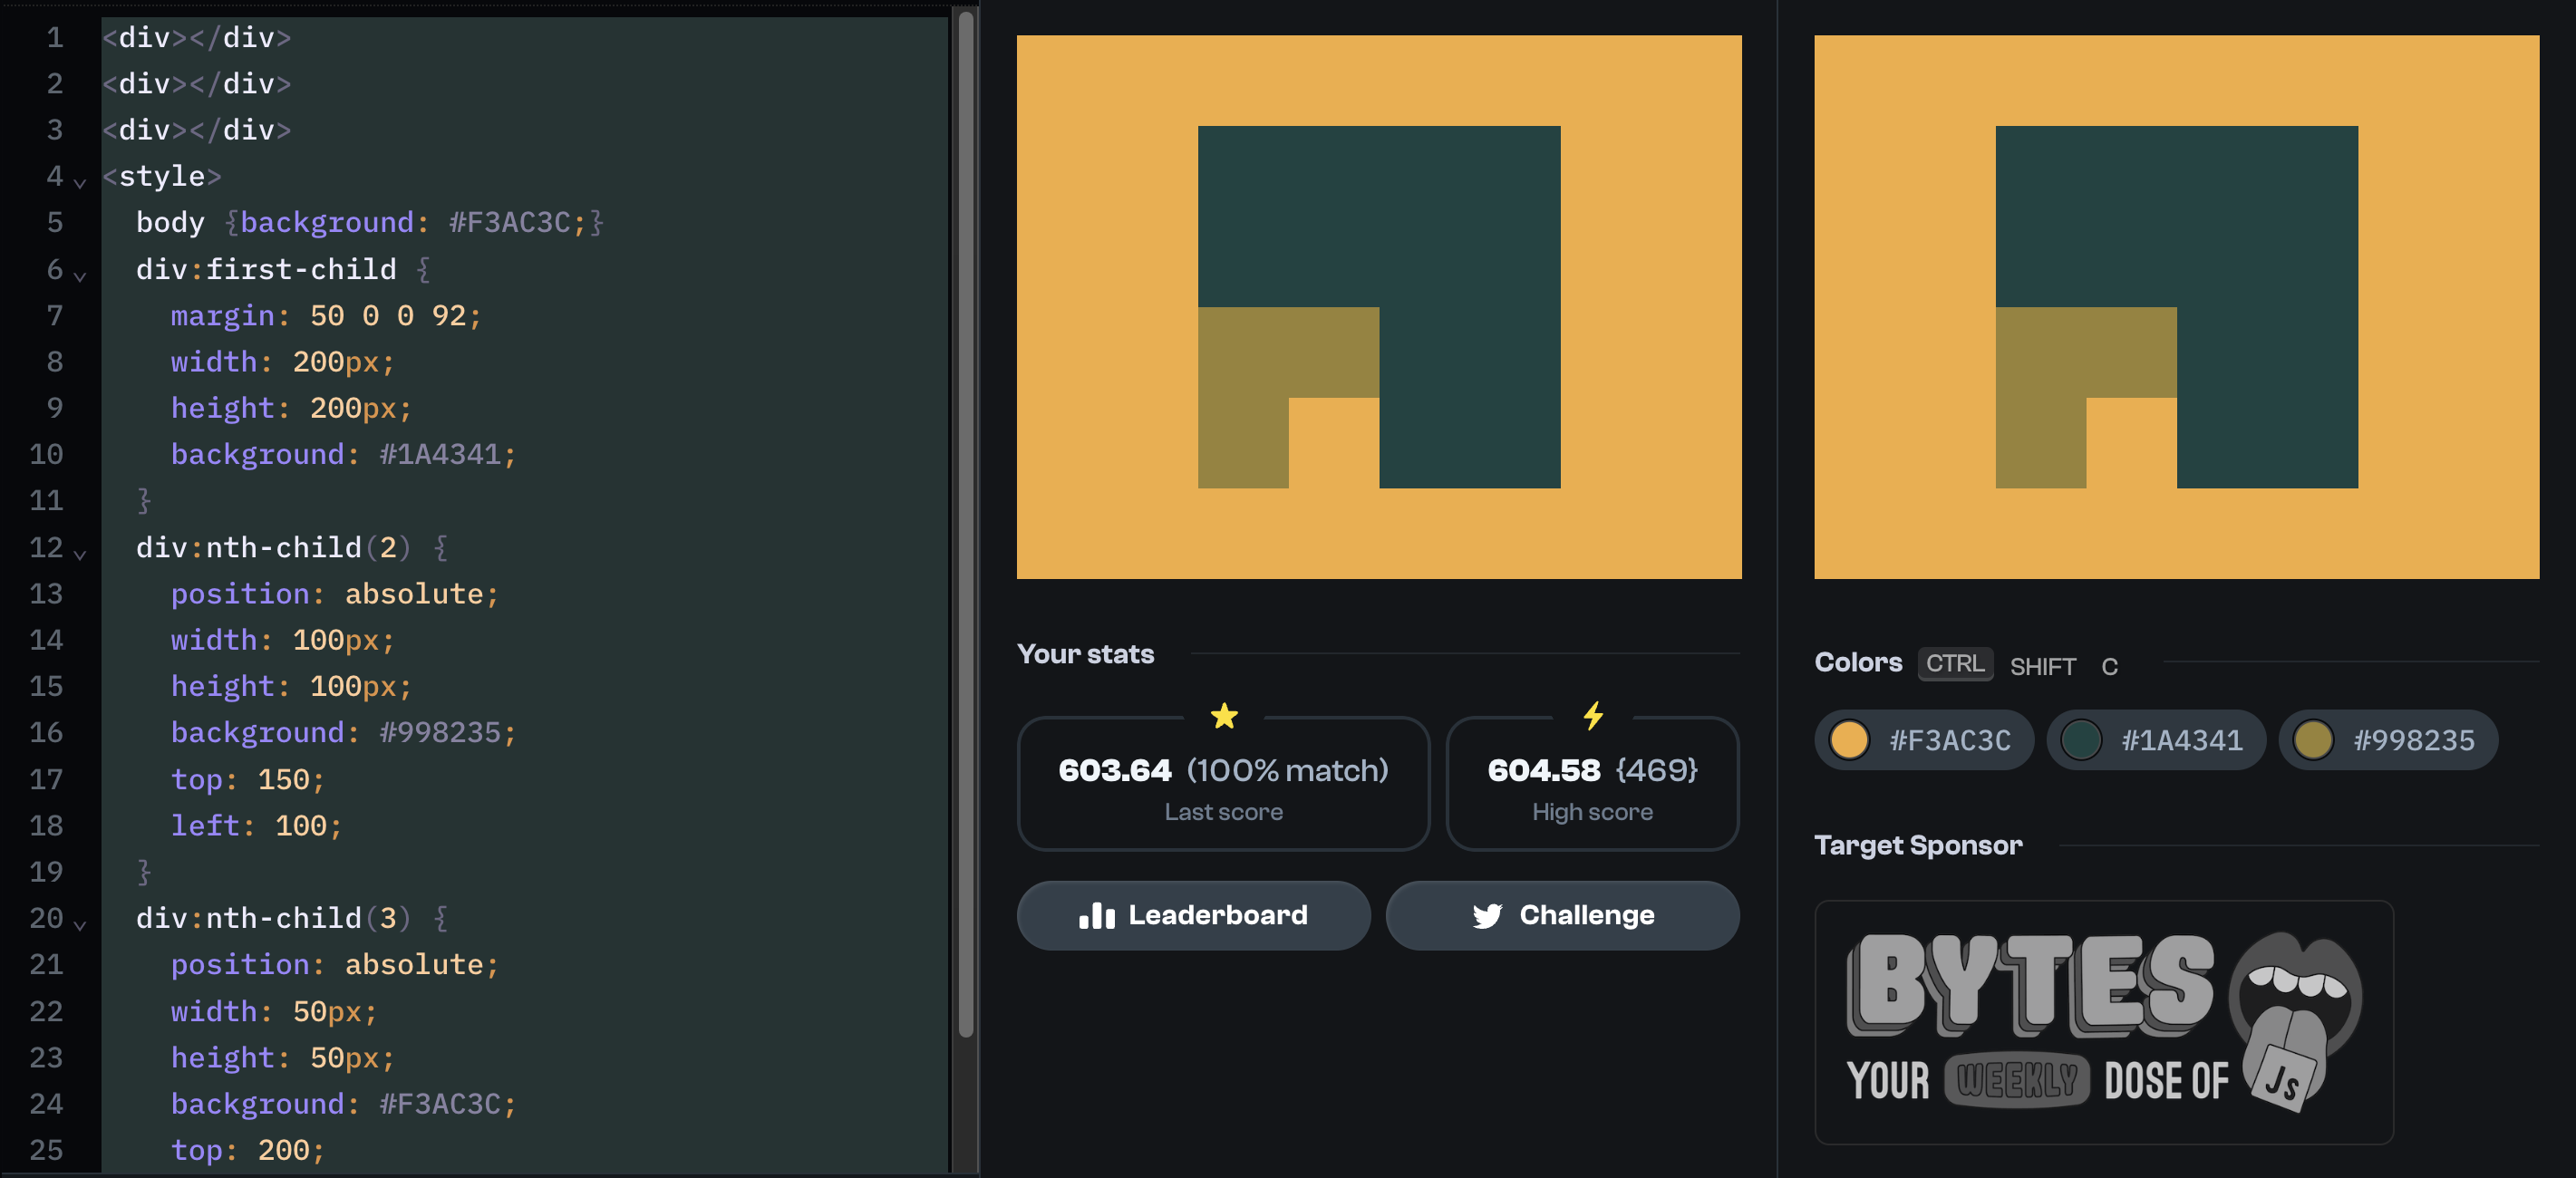 1 <div></div>
2 <div></div>
3 <div></div>
4 <style>
5 body {background: #F3AC3C;}
6 div:first-child {
7 margin: 50 0 0 92;
8 width: 200px;
9 height: 200px;
10 background: #1A4341;
11 }
12 div:nth-child(2) {
13 position: absolute;
14 width: 100px;
15 height: 100px;
16 background: #998235;
17 top: 150;
18 left: 100;
19 }
20 div:nth-child(3) {
21 position: absolute;
22 width: 50px;
23 height: 50px;
24 background: #F3AC3C;
25 top: 200;
Your stats
603.64 (100% match)
Last score
604.58 {469}
High score
Leaderboard
Challenge
Colors CTRL SHIFT C
#F3AC3C #1A4341 #998235
Target Sponsor
BYTES
YOUR WEEKLY DOSE OF
Js